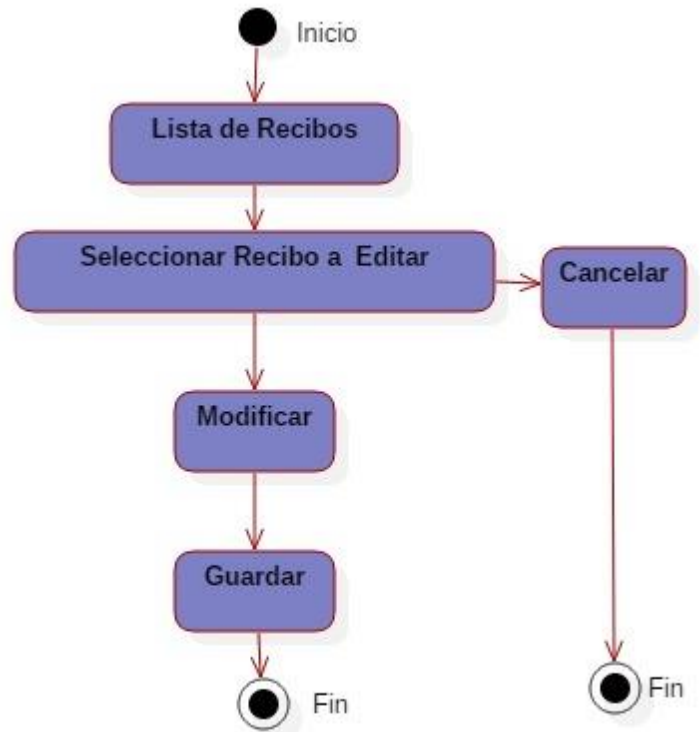 Inicio
Lista de Recibos
Seleccionar Recibo a  Editar
Cancelar
Modificar
Guardar
Fin
Fin